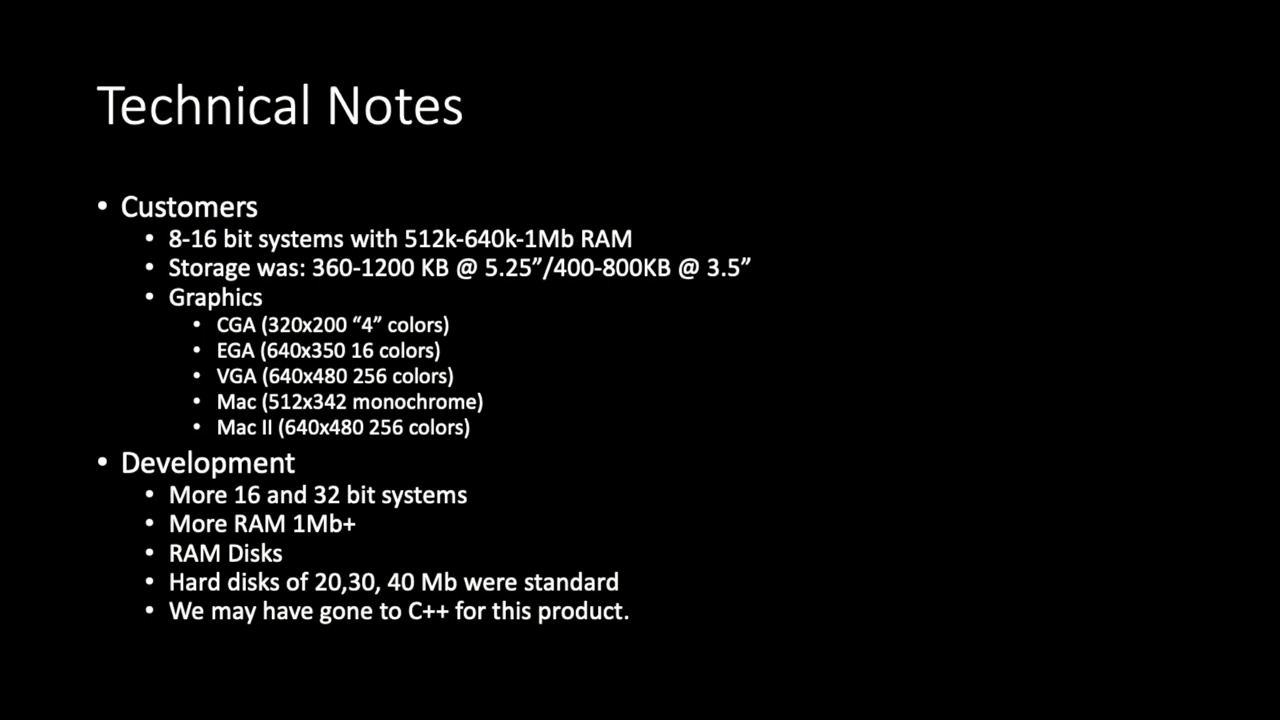 Technical Notes
• Customers
• 8-16 bit systems with 512k-640k-1Mb RAM
• Storage was: 360-1200 KB @ 5.25”/400-800KB @ 3.5”
• Graphics
• CGA (320x200 “4” colors)
• EGA (640x350 16 colors)
• VGA (640x480 256 colors)
• Mac (512x342 monochrome)
• Mac II (640x480 256 colors)
• Development
• More 16 and 32 bit systems
• More RAM 1Mb+
• RAM Disks
• Hard disks of 20,30, 40 Mb were standard
• We may have gone to C++ for this product.